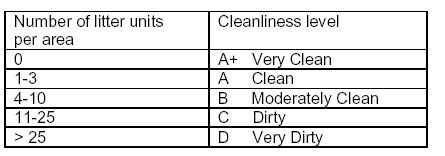 Number of litter units Cleanliness level
per area
0 A+ Very Clean
1-3 A Clean
4-10 B Moderately Clean
11-25 C Dirty
> 25 D Very Dirty